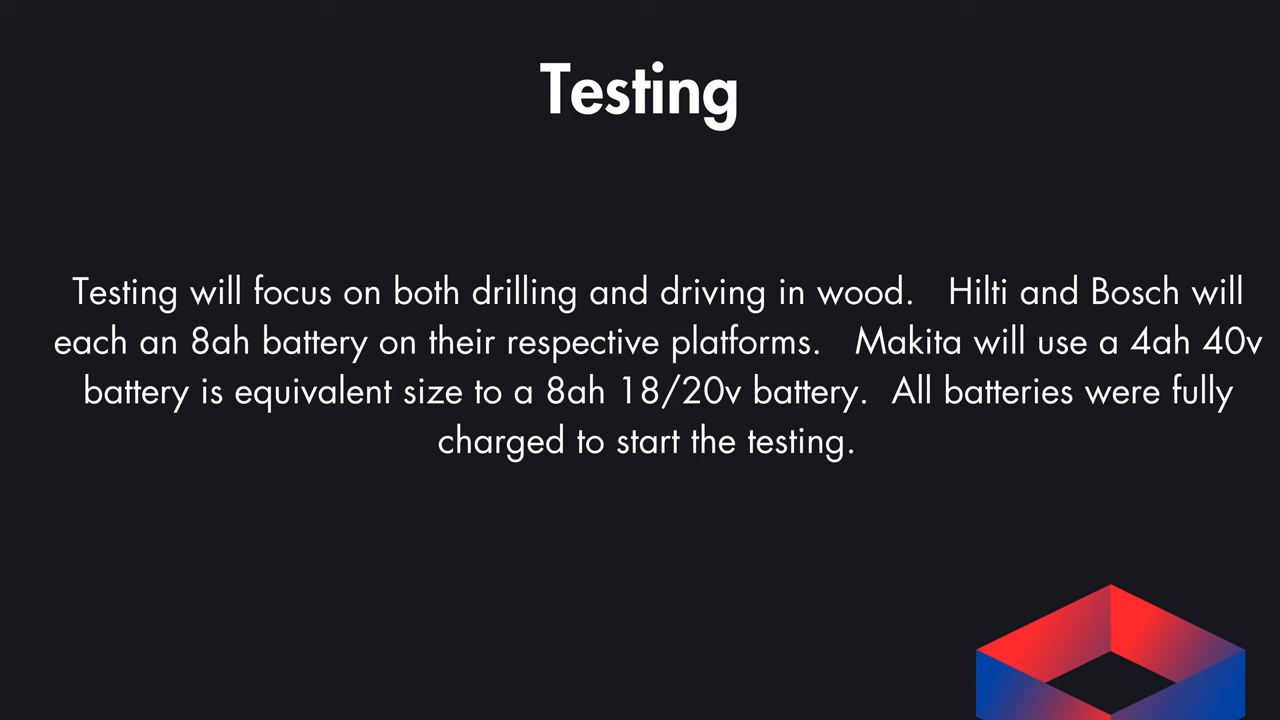 Testing
Testing will focus on both drilling and driving in wood.   Hilti and Bosch will
each an 8ah battery on their respective platforms.   Makita will use a 4ah 40v
battery is equivalent size to a 8ah 18/20v battery.  All batteries were fully
charged to start the testing.